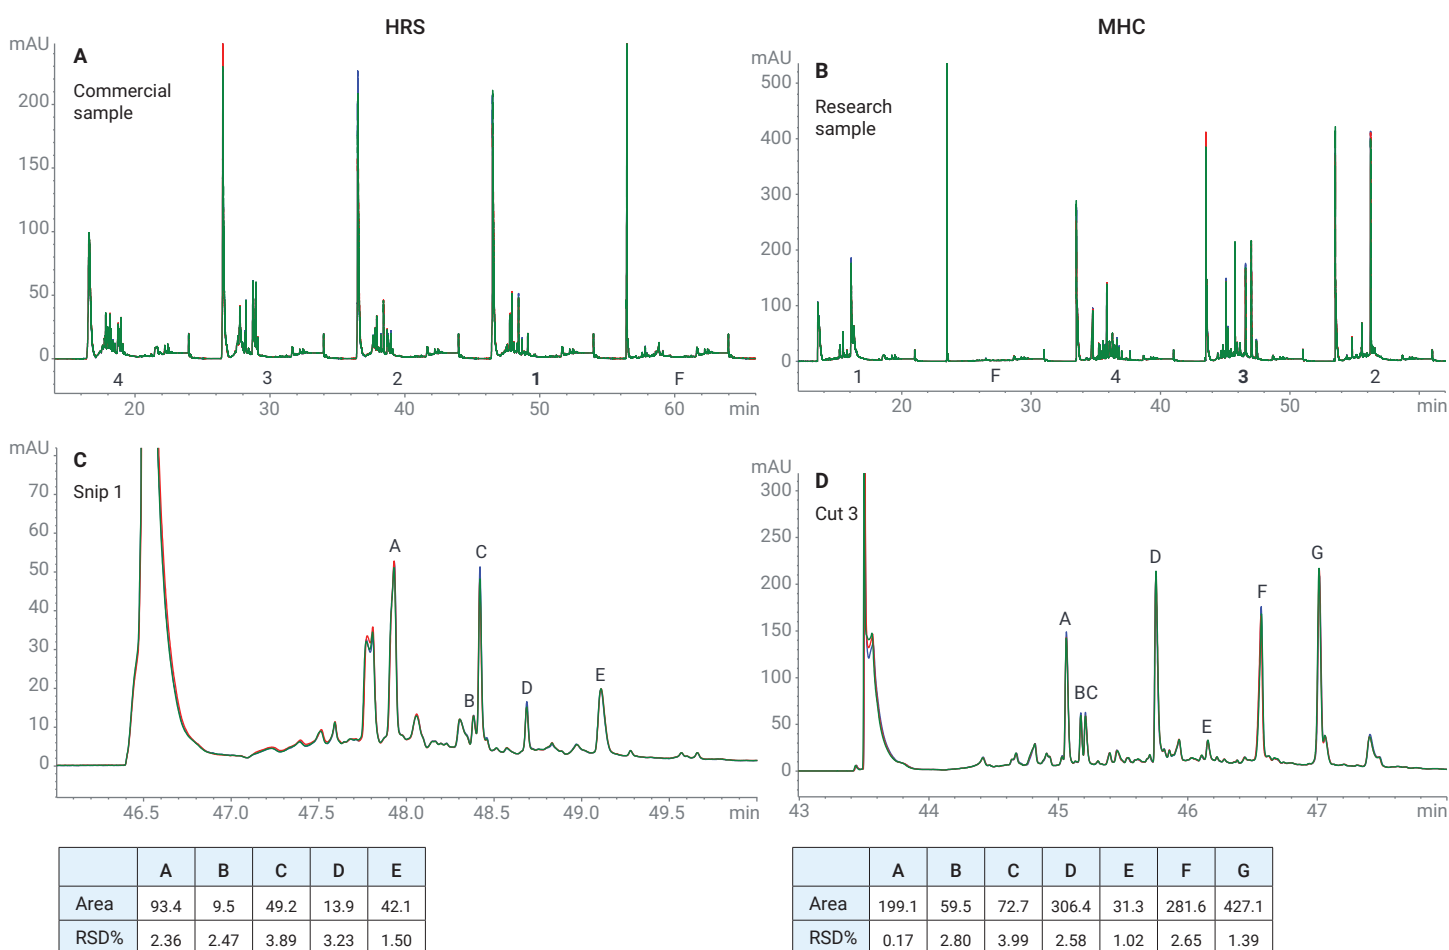 HRS
MHC
mAU
A
Commercial
sample
200
150
100
50
0
4
3
2
1
F
20
30
40
50
60
min
mAU
B
Research
sample
500
400
300
200
100
0
1
F
4
3
2
20
30
40
50
min
mAU
C
Snip 1
70
60
50
40
30
20
10
0
A
B
C
D
E
46.5
47.0
47.5
48.0
48.5
49.0
49.5
min
mAU
D
Cut 3
300
250
200
150
100
50
0
A
BC
D
E
F
G
43
44
45
46
47
min
A B C D E
Area 93.4 9.5 49.2 13.9 42.1
RSD% 2.36 2.47 3.89 3.23 1.50
A B C D E F G
Area 199.1 59.5 72.7 306.4 31.3 281.6 427.1
RSD% 0.17 2.80 3.99 2.58 1.02 2.65 1.39